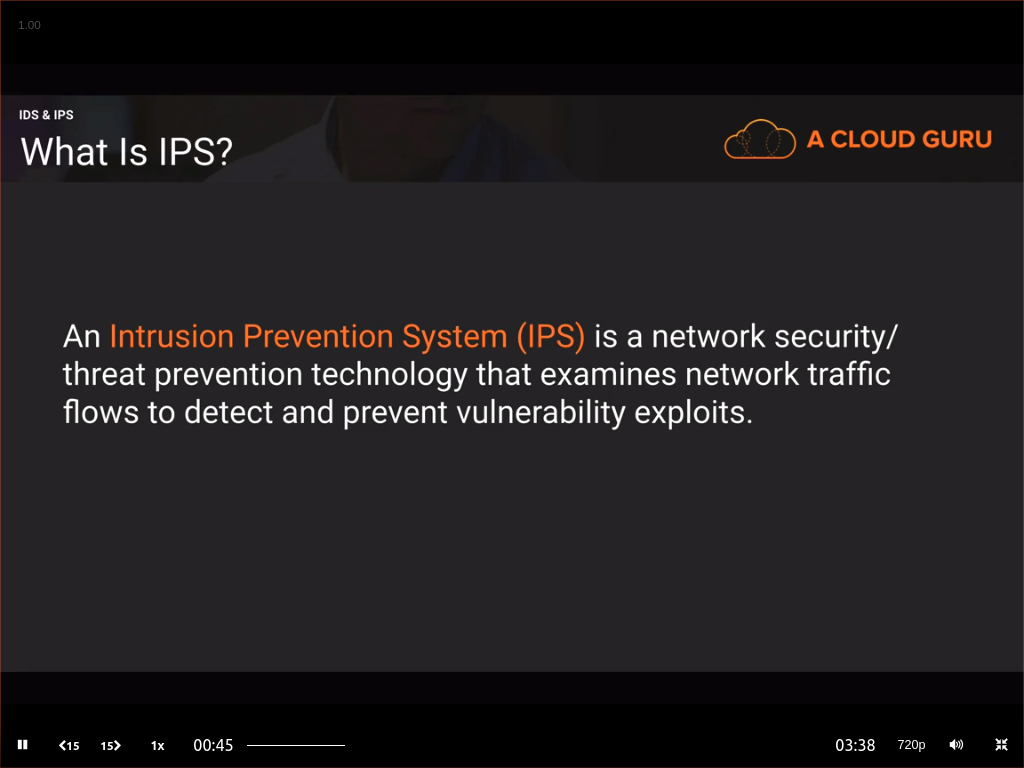 1.00
IDS & IPS
What Is IPS?
A CLOUD GURU
An Intrusion Prevention System (IPS) is a network security/
threat prevention technology that examines network traffic
flows to detect and prevent vulnerability exploits.
15 15 1x 00:45 03:38 720p